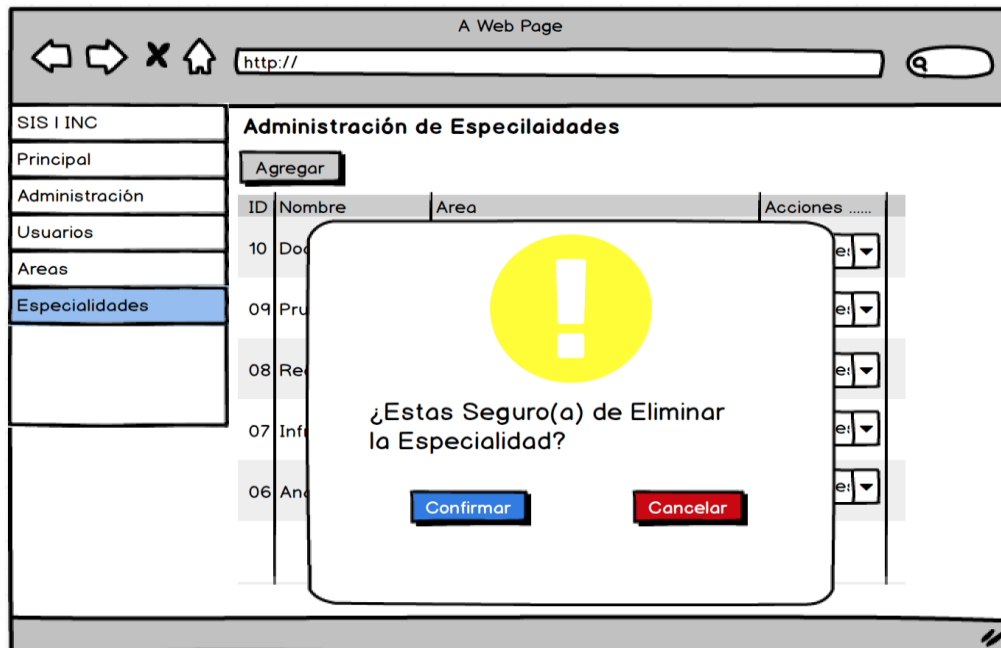 A Web Page
http://
SIS | INC
Principal
Administración
Usuarios
Areas
Especialidades
Administración de Especilaidades
Agregar
ID Nombre Area Acciones ......
10
09
08
07
06
¿Estas Seguro(a) de Eliminar
la Especialidad?
Confirmar Cancelar